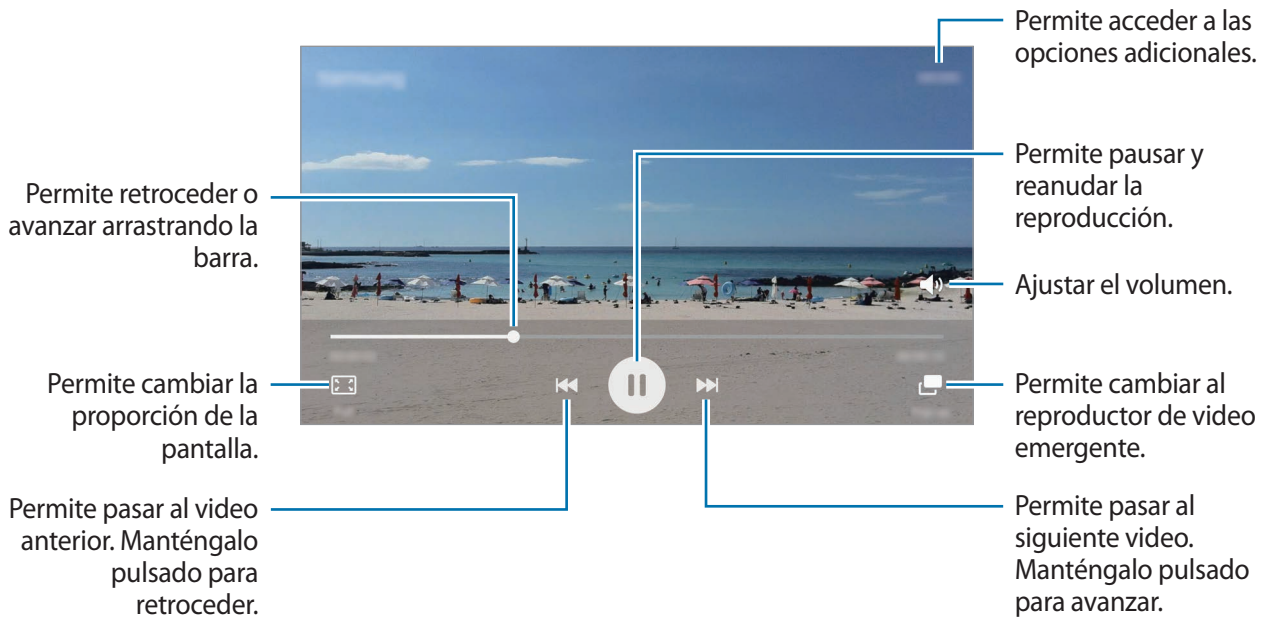 Permite acceder a las
opciones adicionales.
Permite pausar y
reanudar la
reproducción.
Permite retroceder o
avanzar arrastrando la
barra.
Ajustar el volumen.
Permite cambiar la
proporción de la
pantalla.
Permite cambiar al
reproductor de video
emergente.
Permite pasar al video
anterior. Manténgalo
pulsado para
retroceder.
Permite pasar al
siguiente video.
Manténgalo pulsado
para avanzar.